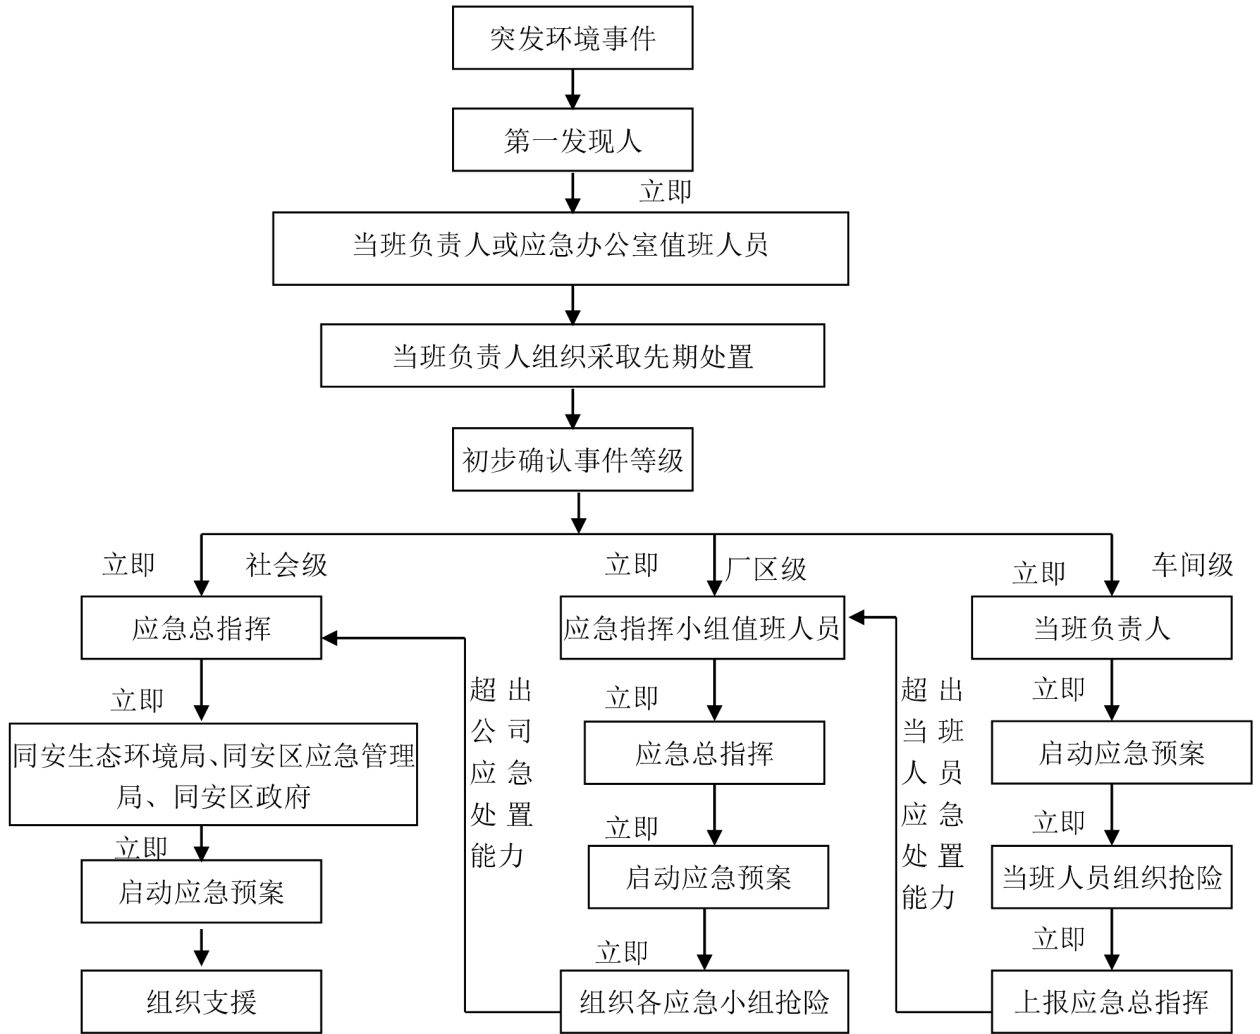 突发环境事件
第一发现人
立即
当班负责人或应急办公室值班人员
当班负责人组织采取先期处置
初步确认事件等级
立即
社会级
立即
厂区级
立即
车间级
应急总指挥
应急指挥小组值班人员
当班负责人
立即
超出
公司
应急
处置
能力
立即
超出
当班
人员
应急
处置
能力
立即
同安生态环境局、同安区应急管理
局、同安区政府
应急总指挥
启动应急预案
立即
立即
立即
启动应急预案
启动应急预案
当班人员组织抢险
立即
立即
组织支援
组织各应急小组抢险
上报应急总指挥